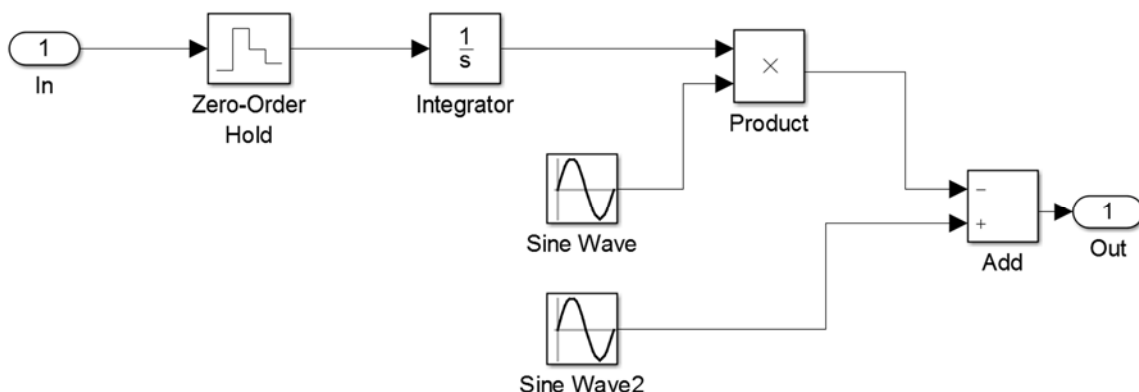 1
In
Zero-Order
Hold
1
s
Integrator
×
Product
Sine Wave
Sine Wave2
−
+
Add
1
Out